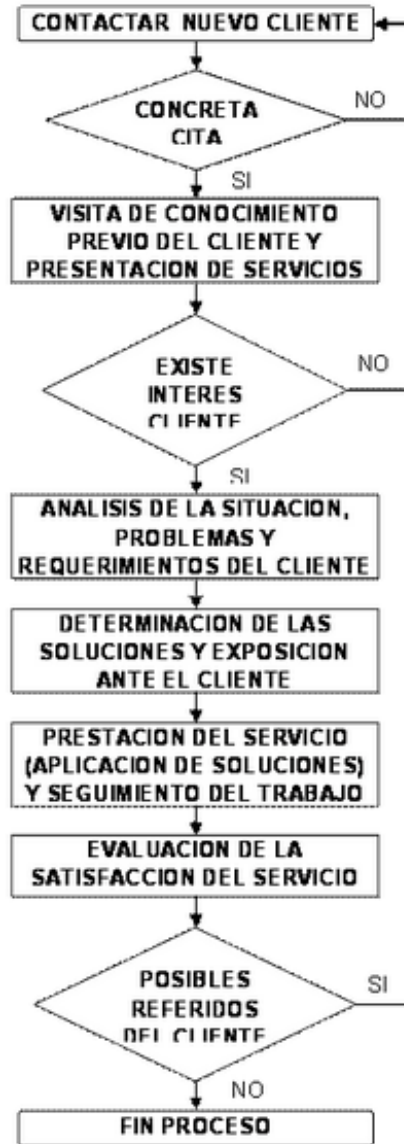 CONTACTAR NUEVO CLIENTE
CONCRETA
CITA
NO
SI
VISITA DE CONOCIMIENTO
PREVIO DEL CLIENTE Y
PRESENTACION DE SERVICIOS
EXISTE
INTERES
CLIENTE
NO
SI
ANALISIS DE LA SITUACION,
PROBLEMAS Y
REQUERIMIENTOS DEL CLIENTE
DETERMINACION DE LAS
SOLUCIONES Y EXPOSICION
ANTE EL CLIENTE
PRESTACION DEL SERVICIO
(APLICACION DE SOLUCIONES)
Y SEGUIMIENTO DEL TRABAJO
EVALUACION DE LA
SATISFACCION DEL SERVICIO
POSIBLES
REFERIDOS
DEL CLIENTE
SI
NO
FIN PROCESO